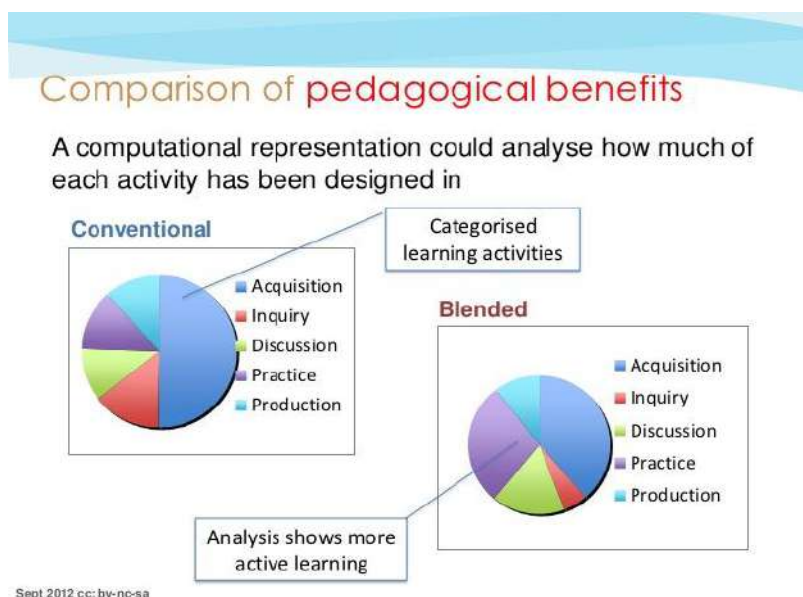 Comparison of pedagogical benefits
A computational representation could analyse how much of
each activity has been designed in
Conventional
Categorised
learning activities
Acquisition
Inquiry
Discussion
Practice
Production
Blended
Acquisition
Inquiry
Discussion
Practice
Production
Analysis shows more
active learning
Sept 2012 cc: by-nc-sa